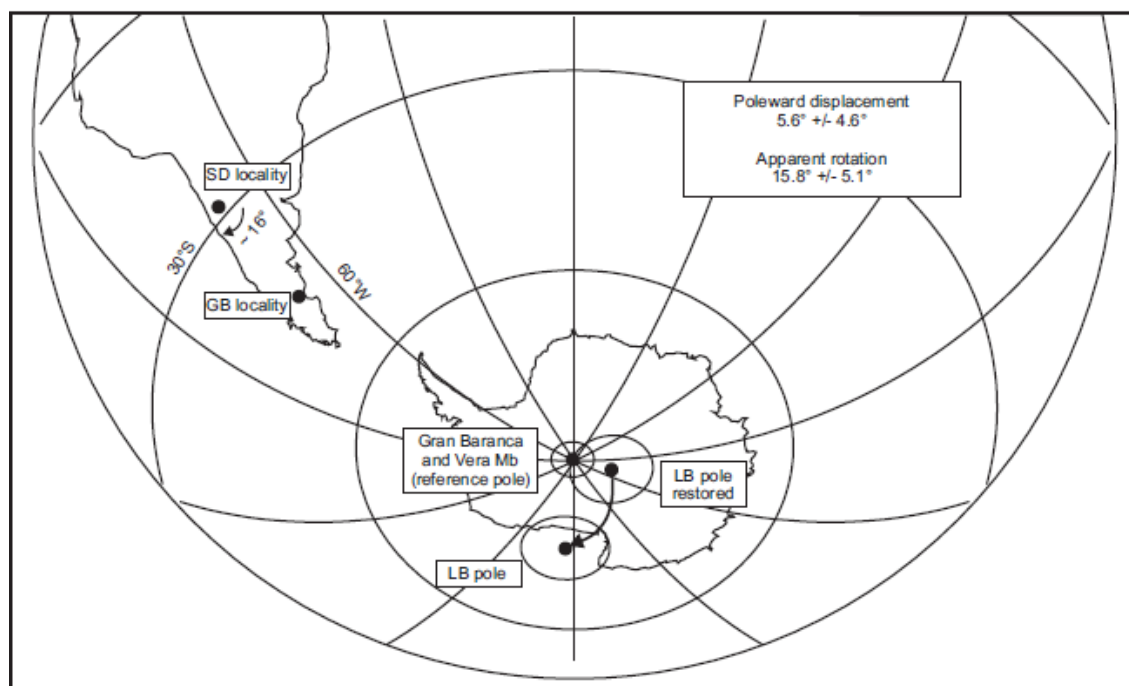 Poleward displacement
5.6° +/- 4.6°
Apparent rotation
15.8° +/- 5.1°
SD locality
~ 16°
30°S
60°W
GB locality
Gran Baranca
and Vera Mb
(reference pole)
LB pole
restored
LB pole